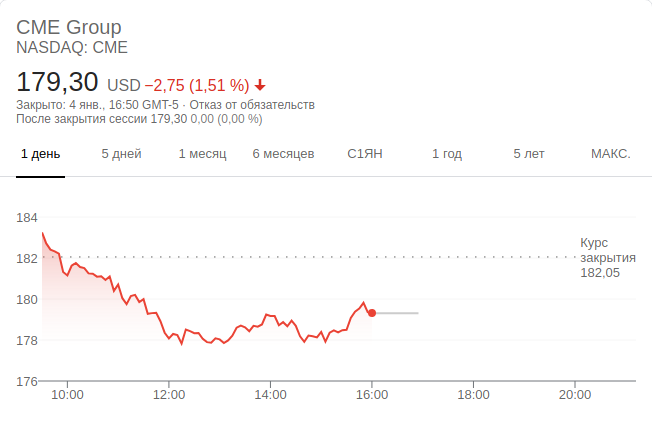 CME Group
NASDAQ: CME
179,30 USD −2,75 (1,51 %)
Закрыто: 4 янв., 16:50 GMT-5 · Отказ от обязательств
После закрытия сессии 179,30 0,00 (0,00 %)
1 день 5 дней 1 месяц 6 месяцев С1ЯН 1 год 5 лет МАКС.
184
Курс
182 закрытия
182,05
180
178
176
10:00 12:00 14:00 16:00 18:00 20:00